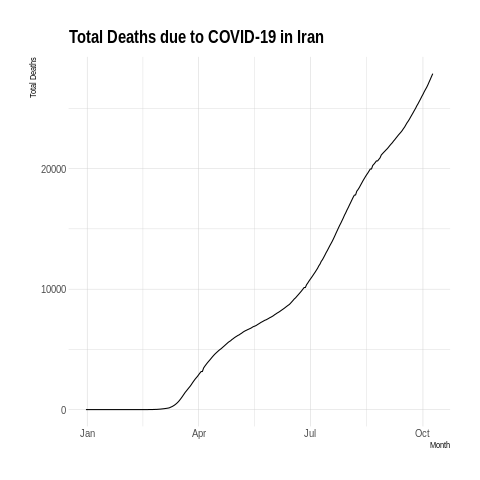 Total Deaths due to COVID-19 in Iran
Total Deaths
20000
10000
0
Jan Apr Jul Oct
Month